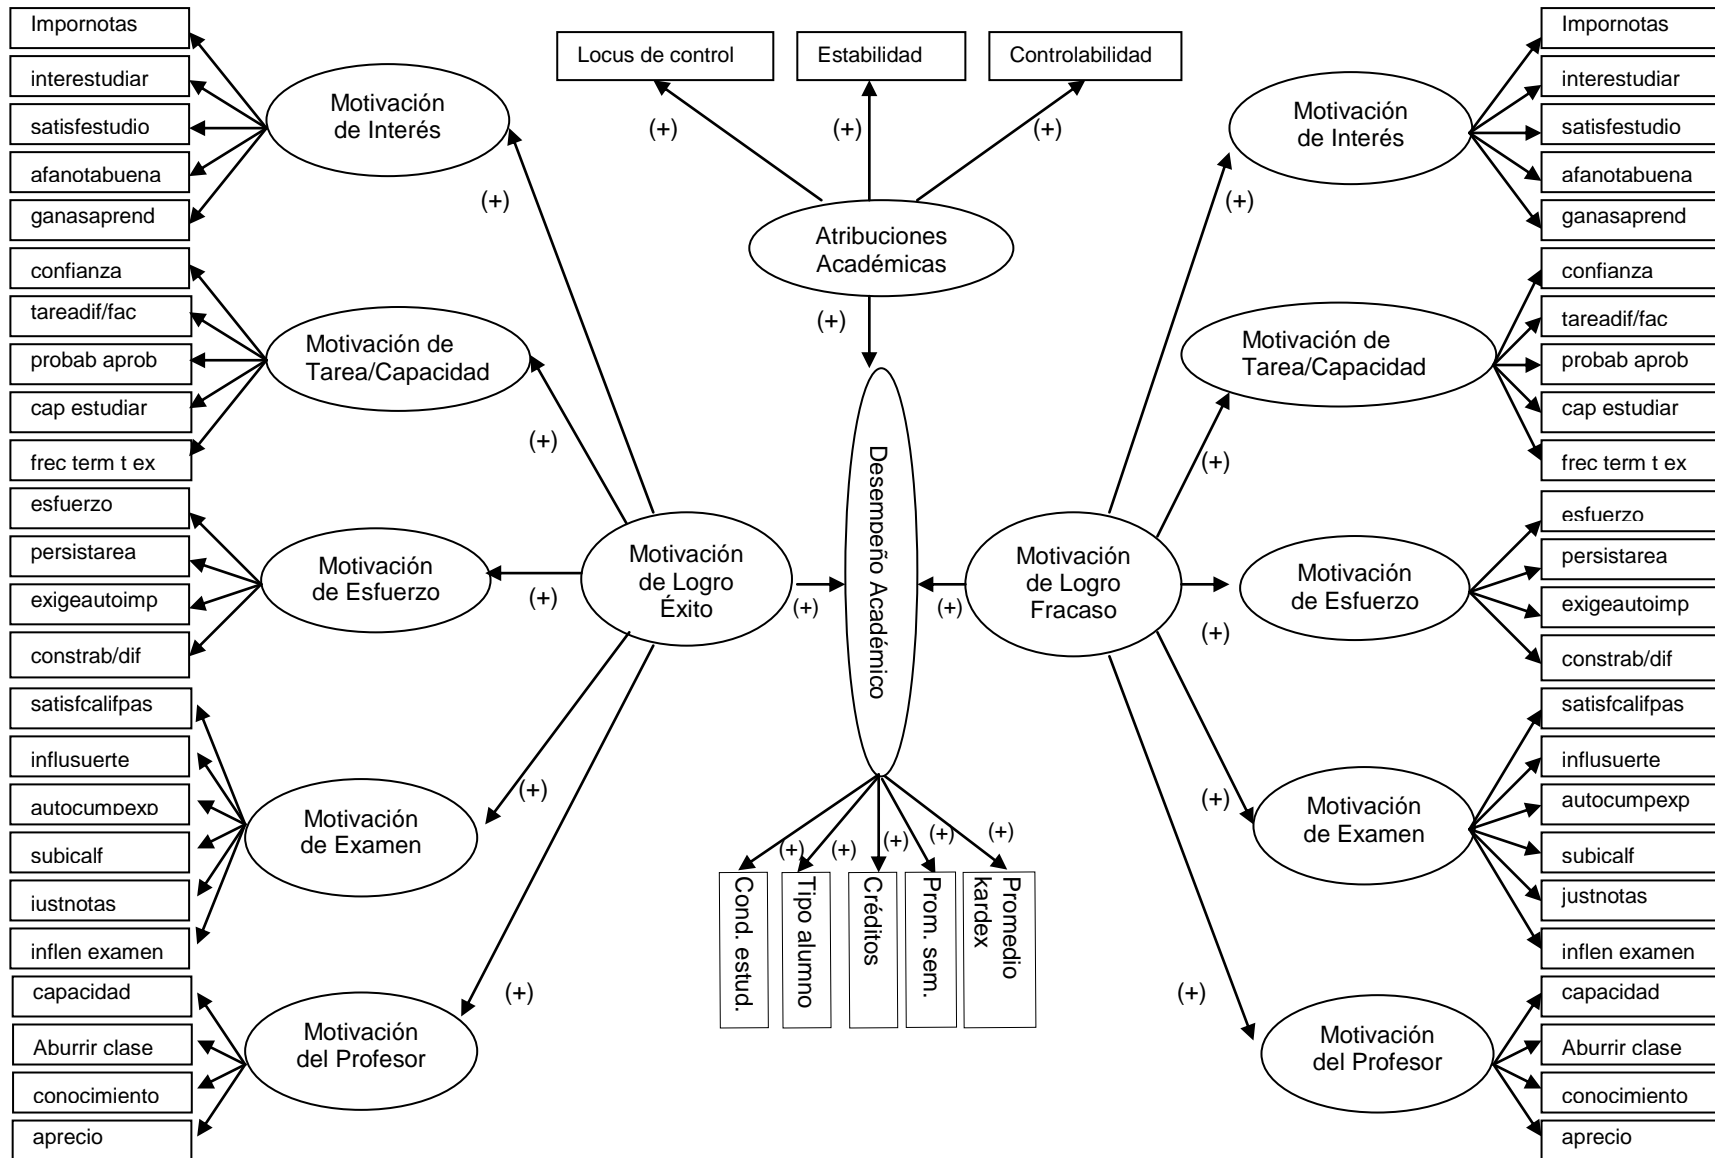 Impornotas
interestudiar
satisfestudio
afanotabuena
ganasaprend
confianza
tareadif/fac
probab aprob
cap estudiar
frec term t ex
esfuerzo
persistarea
exigeautoimp
constrab/dif
satisfcalifpas
influsuerte
autocumpexp
subicalf
iustnotas
inflen examen
capacidad
Aburrir clase
conocimiento
aprecio
Motivación
de Interés
(+)
Motivación de
Tarea/Capacidad
(+)
Motivación
de Esfuerzo
(+)
Motivación
de Examen
(+)
Motivación
del Profesor
(+)
Motivación
de Logro
Éxito
(+)
Locus de control
Estabilidad
Controlabilidad
(+)
(+)
(+)
Atribuciones
Académicas
(+)
Desempeño Académico
(+)
(+)
(+)
(+)
(+)
Cond. estud.
Tipo alumno
Créditos
Prom. sem.
Promedio
kardex
Motivación
de Logro
Fracaso
(+)
Motivación
de Interés
(+)
Motivación de
Tarea/Capacidad
(+)
Motivación
de Esfuerzo
(+)
Motivación
de Examen
(+)
Motivación
del Profesor
(+)
Impornotas
interestudiar
satisfestudio
afanotabuena
ganasaprend
confianza
tareadif/fac
probab aprob
cap estudiar
frec term t ex
esfuerzo
persistarea
exigeautoimp
constrab/dif
satisfcalifpas
influsuerte
autocumpexp
subicalf
justnotas
inflen examen
capacidad
Aburrir clase
conocimiento
aprecio